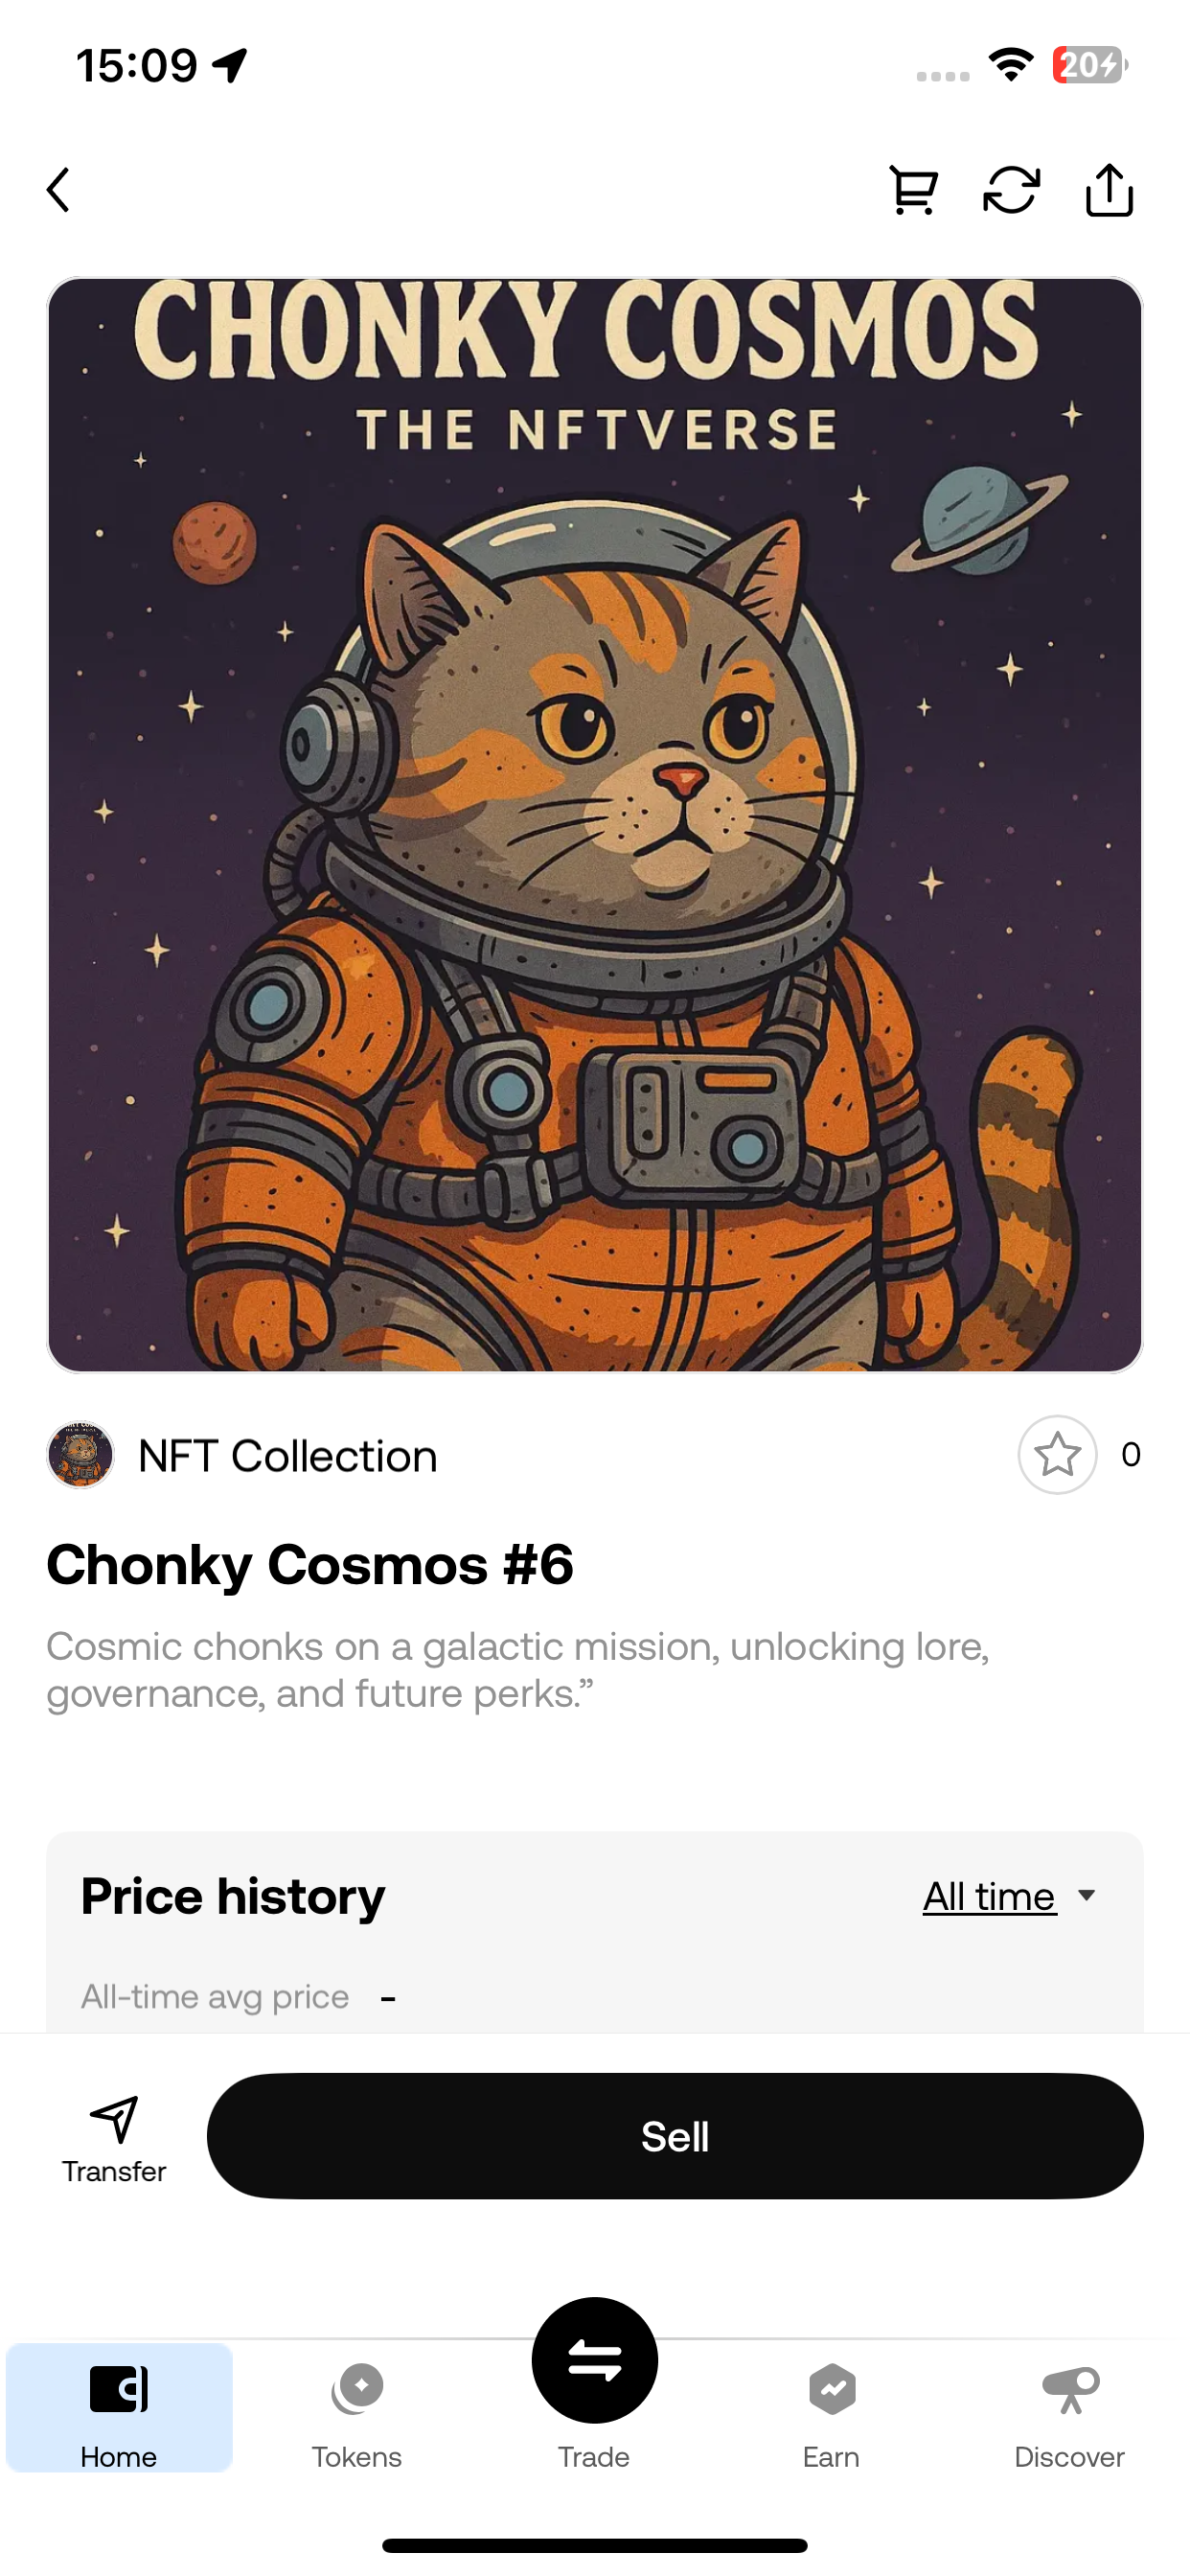 15:09
20
CHONKY COSMOS
THE NFTVERSE
NFT Collection
0
Chonky Cosmos #6
Cosmic chonks on a galactic mission, unlocking lore,
governance, and future perks.”
Price history
All time
All-time avg price -
Sell
Transfer
Home
Tokens
Trade
Earn
Discover